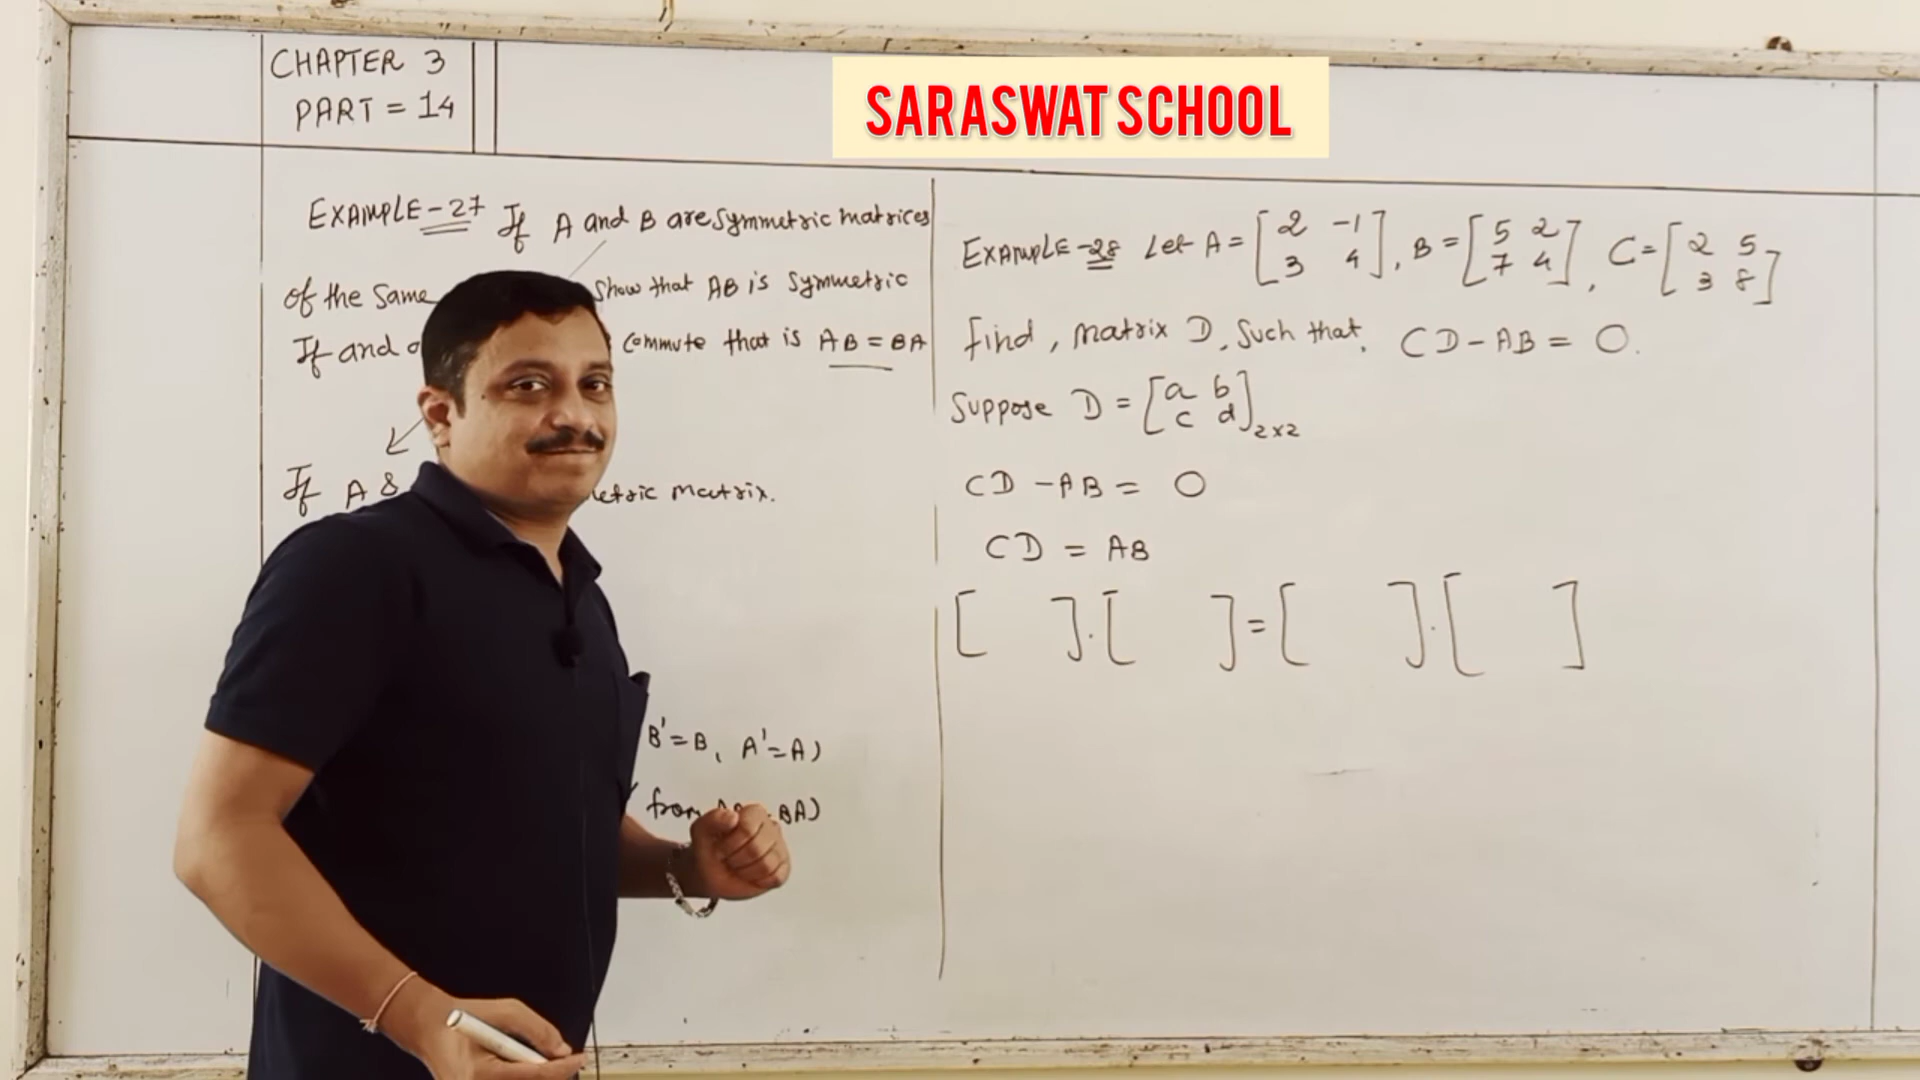 CHAPTER 3
PART = 14
SARASWAT SCHOOL
EXAMPLE-27 If A and B are symmetric matrices
of the same show that AB is symmetric
If and commute that is AB = BA
If A & metric matrix.
B' = B, A' = A)
from BA)
EXAMPLE-28 Let A = [2 -1 3 4], B = [5 2 7 4], C = [2 5 3 8]
find, matrix D, such that, CD - AB = O.
Suppose D = [a b c d]2x2
CD - AB = O
CD = AB
[ ] . [ ] = [ ] . [ ]